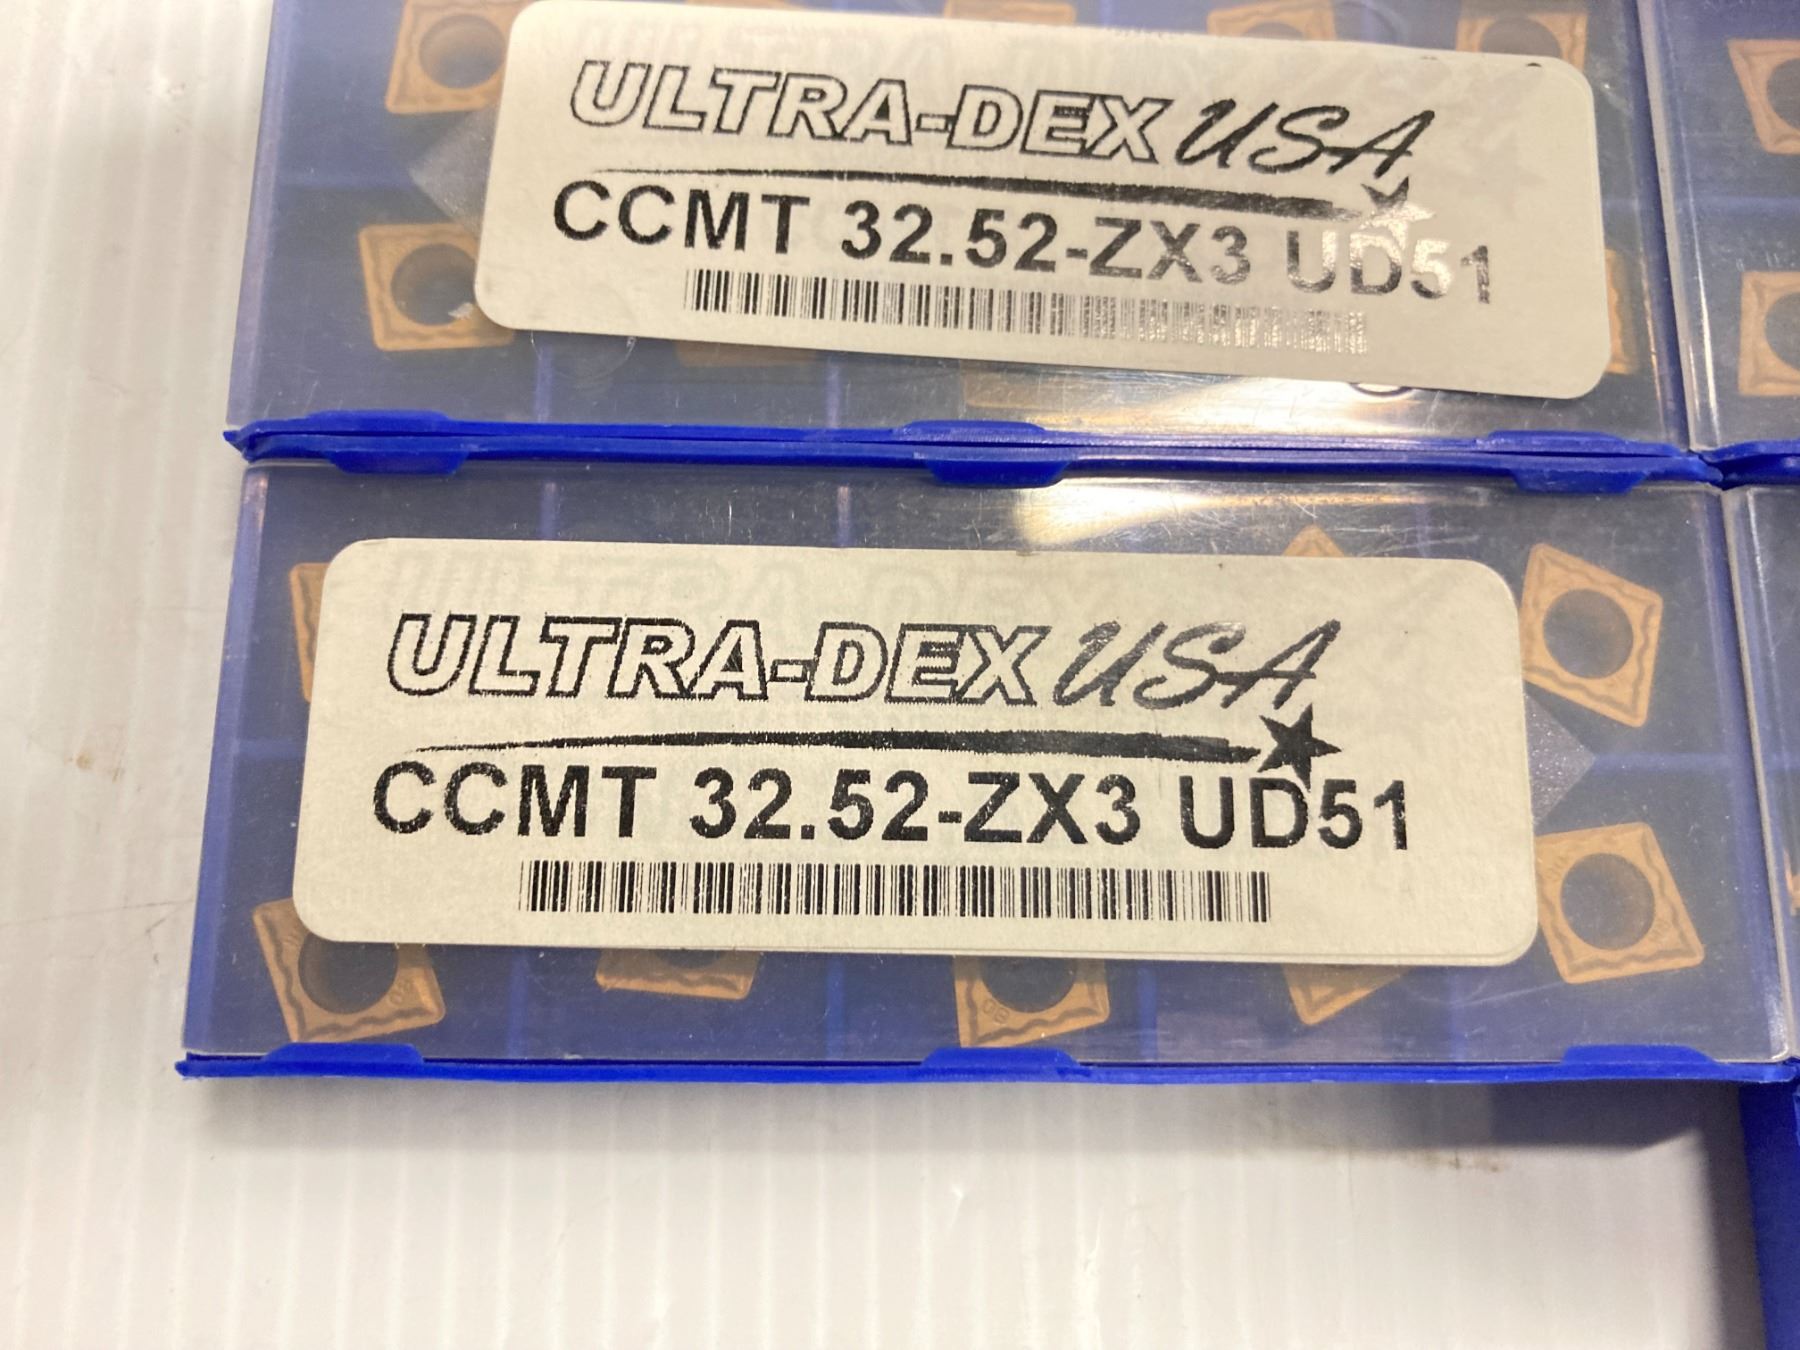 ULTRA-DEX USA
CCMT 32.52-ZX3 UD51
ULTRA-DEX USA
CCMT 32.52-ZX3 UD51